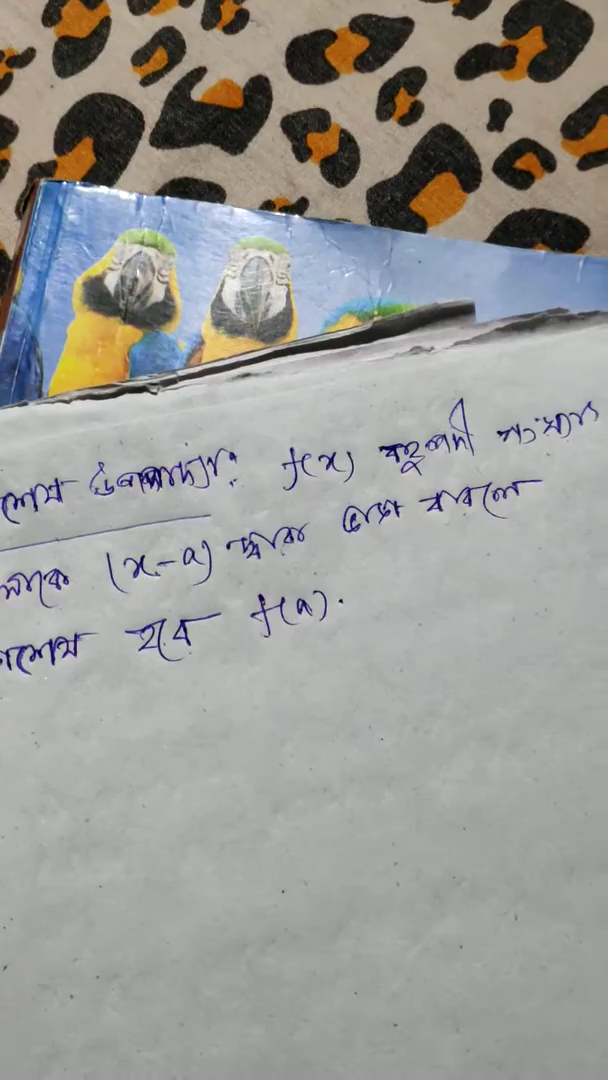 শেষ উপপাদ্য: f(x) বহুপদী সংখ্যার
(x-a) দ্বারা ভাগ করলে
শেষ হবে f(a).